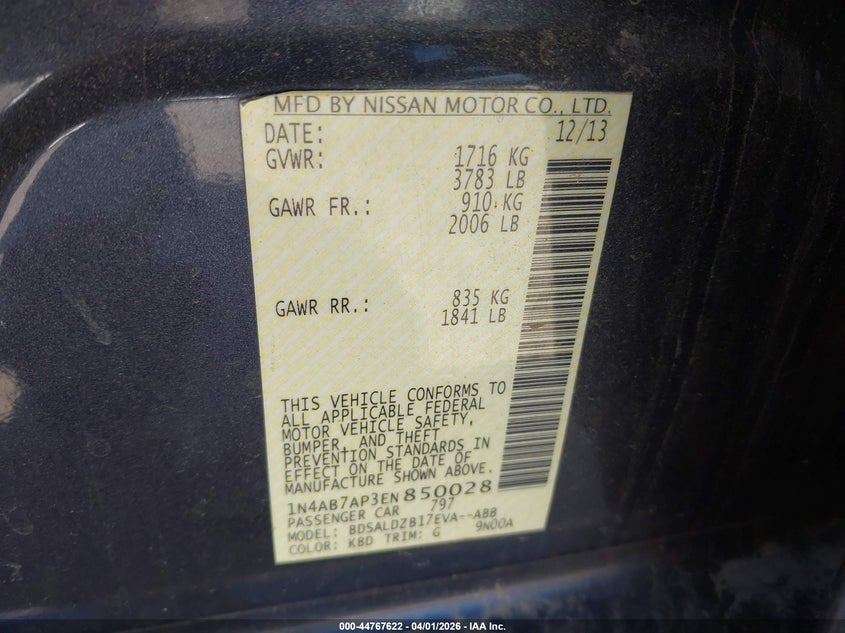 MFD BY NISSAN MOTOR CO., LTD.
DATE: 12/13
GVWR: 1716 KG
3783 LB
GAWR FR.: 910 KG
2006 LB
GAWR RR.: 835 KG
1841 LB
THIS VEHICLE CONFORMS TO
ALL APPLICABLE FEDERAL
MOTOR VEHICLE SAFETY,
BUMPER, AND THEFT
PREVENTION STANDARDS IN
EFFECT ON THE DATE OF
MANUFACTURE SHOWN ABOVE.
1N4AB7AP3EN850028
PASSENGER CAR 797
MODEL: BDSALDZB17EVA--ABB
COLOR: KBD TRIM: G 9N00A
000-44767622 - 04/01/2026 - IAA Inc.